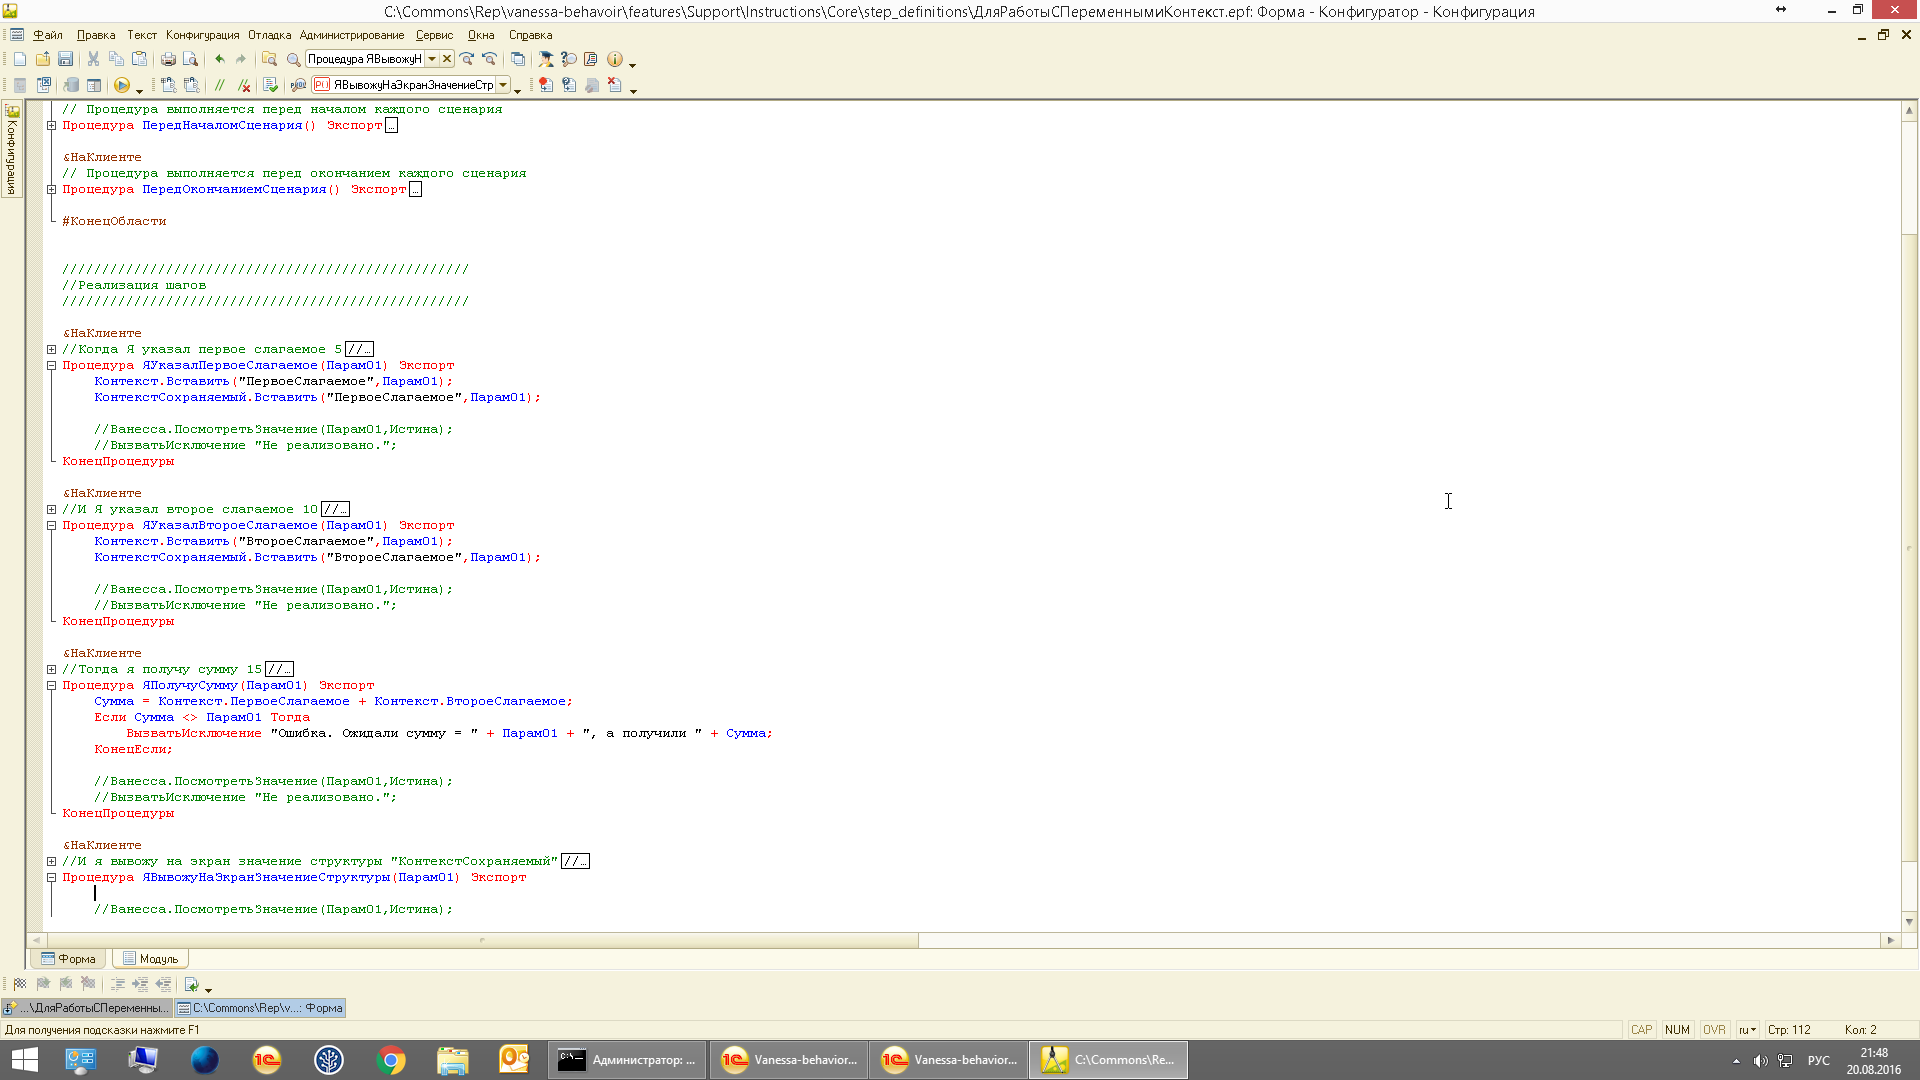 C:\Commons\Rep\vanessa-behavoir\features\Support\Instructions\Core\step_definitions\ДляРаботыСПеременнымиКонтекст.epf: Форма - Конфигуратор - Конфигурация
Файл Правка Текст Конфигурация Отладка Администрирование Сервис Окна Справка
Процедура ЯВывожуН
ЯВывожуНаЭкранЗначениеСтр
Конфигурация
// Процедура выполняется перед началом каждого сценария
Процедура ПередНачаломСценария() Экспорт...
&НаКлиенте
// Процедура выполняется перед окончанием каждого сценария
Процедура ПередОкончаниемСценария() Экспорт...
#КонецОбласти
///////////////////////////////////////////////////
//Реализация шагов
///////////////////////////////////////////////////
&НаКлиенте
//Когда Я указал первое слагаемое 5//...
Процедура ЯУказалПервоеСлагаемое(Парам01) Экспорт
Контекст.Вставить("ПервоеСлагаемое",Парам01);
КонтекстСохраняемый.Вставить("ПервоеСлагаемое",Парам01);
//Ванесса.ПосмотретьЗначение(Парам01,Истина);
//ВызватьИсключение "Не реализовано.";
КонецПроцедуры
&НаКлиенте
//И Я указал второе слагаемое 10//...
Процедура ЯУказалВтороеСлагаемое(Парам01) Экспорт
Контекст.Вставить("ВтороеСлагаемое",Парам01);
КонтекстСохраняемый.Вставить("ВтороеСлагаемое",Парам01);
//Ванесса.ПосмотретьЗначение(Парам01,Истина);
//ВызватьИсключение "Не реализовано.";
КонецПроцедуры
&НаКлиенте
//Тогда я получу сумму 15//...
Процедура ЯПолучуСумму(Парам01) Экспорт
Сумма = Контекст.ПервоеСлагаемое + Контекст.ВтороеСлагаемое;
Если Сумма <> Парам01 Тогда
ВызватьИсключение "Ошибка. Ожидали сумму = " + Парам01 + ", а получили " + Сумма;
КонецЕсли;
//Ванесса.ПосмотретьЗначение(Парам01,Истина);
//ВызватьИсключение "Не реализовано.";
КонецПроцедуры
&НаКлиенте
//И я вывожу на экран значение структуры "КонтекстСохраняемый"//...
Процедура ЯВывожуНаЭкранЗначениеСтруктуры(Парам01) Экспорт
//Ванесса.ПосмотретьЗначение(Парам01,Истина);
Форма Модуль
...\ДляРаботыСПеременны... C:\Commons\Rep\v...: Форма
Для получения подсказки нажмите F1 CAP NUM OVR ru Стр: 112 Кол: 2
Администратор: ... Vanessa-behavior... Vanessa-behavior... C:\Commons\Re... РУС 21:48
20.08.2016